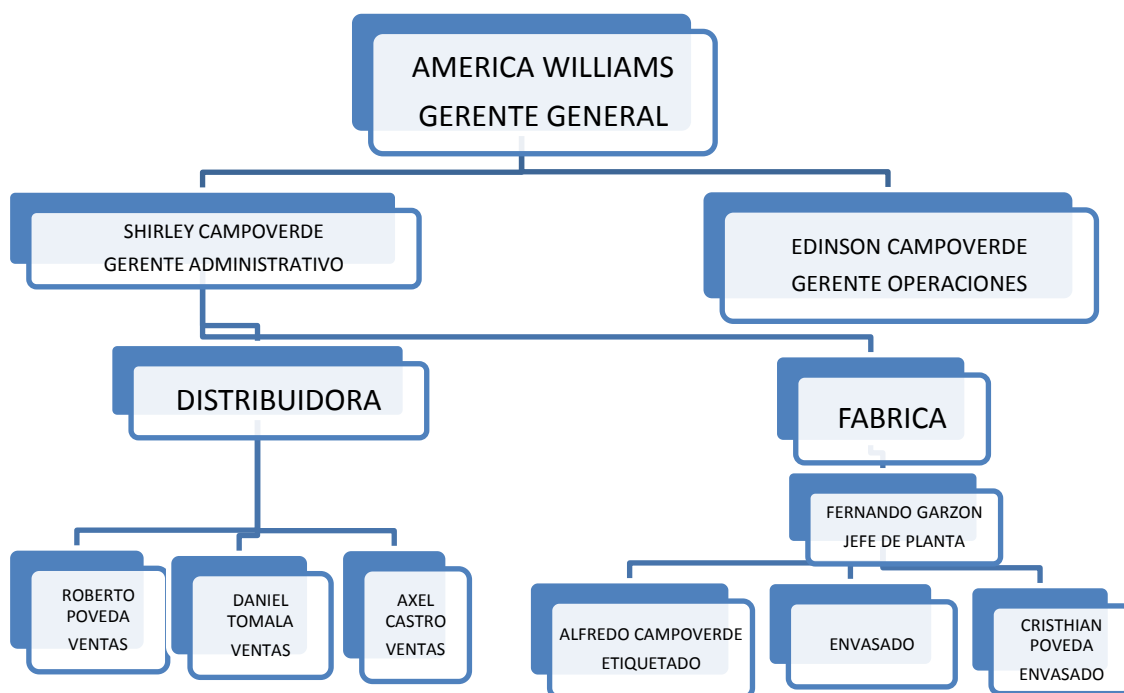 AMERICA WILLIAMS
GERENTE GENERAL
SHIRLEY CAMPOVERDE
GERENTE ADMINISTRATIVO
EDINSON CAMPOVERDE
GERENTE OPERACIONES
DISTRIBUIDORA
FABRICA
FERNANDO GARZON
JEFE DE PLANTA
ROBERTO
POVEDA
VENTAS
DANIEL
TOMALA
VENTAS
AXEL
CASTRO
VENTAS
ALFREDO CAMPOVERDE
ETIQUETADO
ENVASADO
CRISTHIAN
POVEDA
ENVASADO